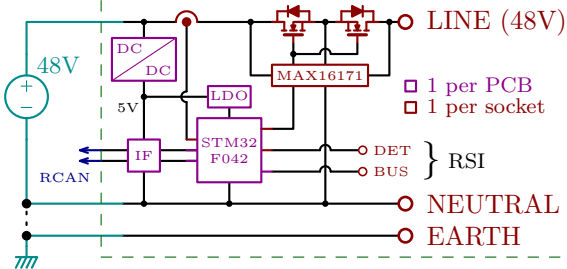 LINE (48V)
DC
DC
48V
+
−
MAX16171
1 per PCB
1 per socket
5V
LDO
STM32
F042
IF
DET
BUS
} RSI
RCAN
NEUTRAL
EARTH